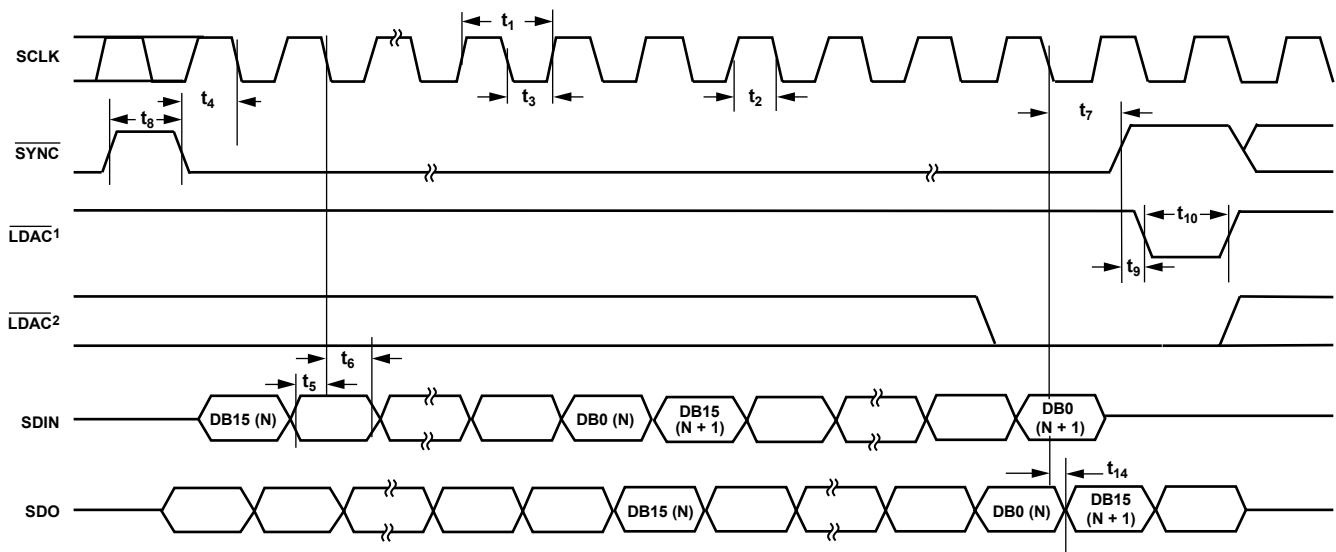 t1
SCLK
t4
t3
t2
t8
t7
SYNC
LDAC1
t10
t9
LDAC2
t6
t5
SDIN
DB15 (N)
DB0 (N)
DB15
(N + 1)
DB0
(N + 1)
t14
SDO
DB15 (N)
DB0 (N)
DB15
(N + 1)